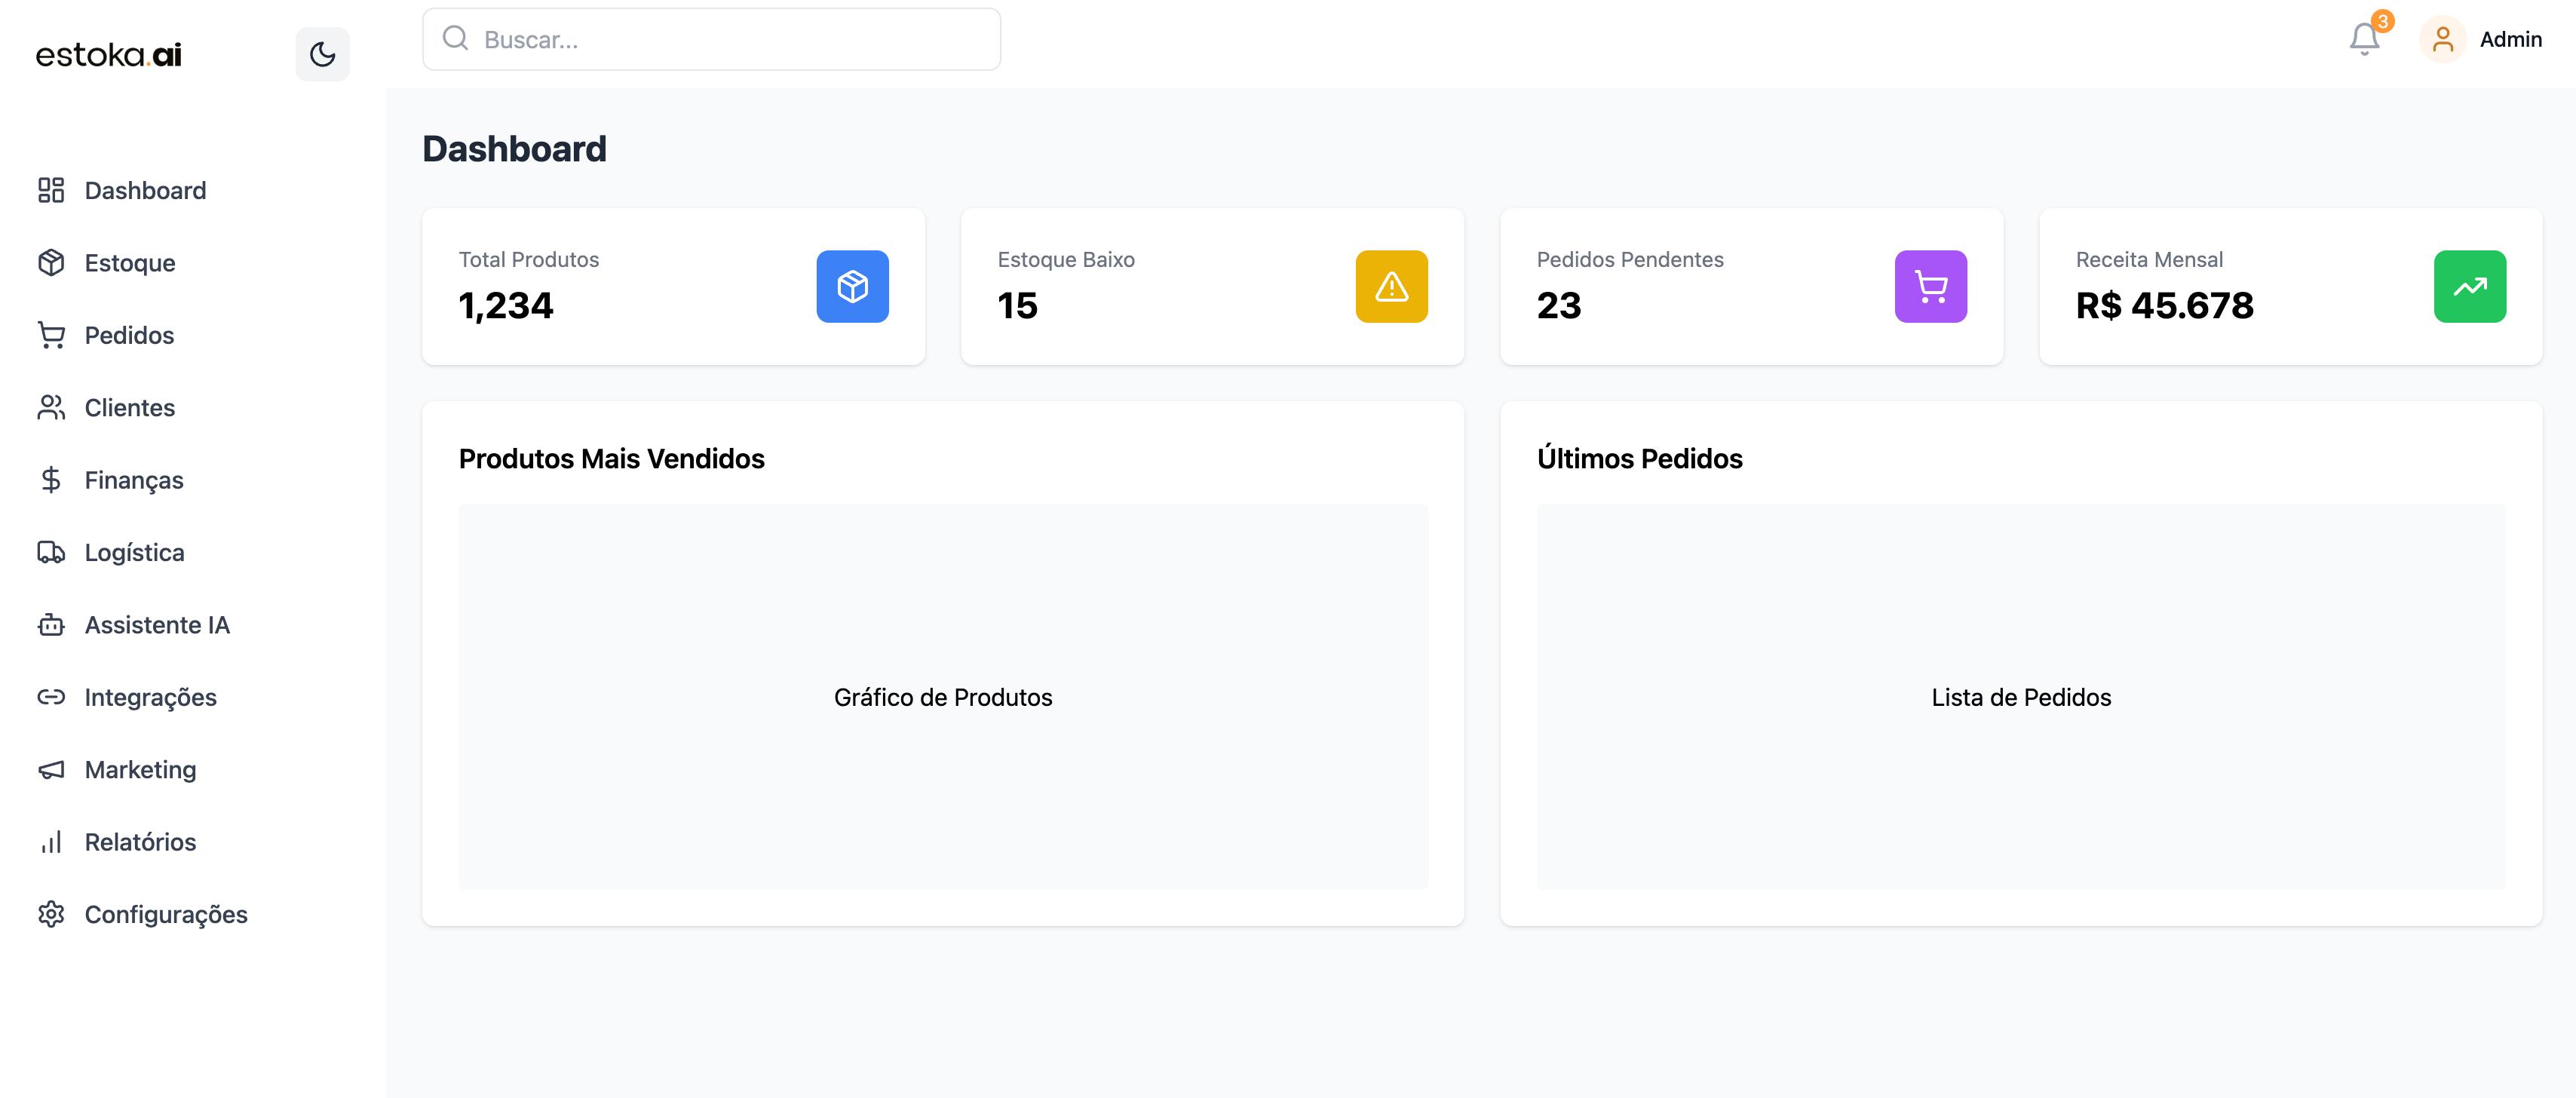 estoka.ai
Buscar...
3
Admin
Dashboard
Estoque
Pedidos
Clientes
Finanças
Logística
Assistente IA
Integrações
Marketing
Relatórios
Configurações
Dashboard
Total Produtos
1,234
Estoque Baixo
15
Pedidos Pendentes
23
Receita Mensal
R$ 45.678
Produtos Mais Vendidos
Gráfico de Produtos
Últimos Pedidos
Lista de Pedidos